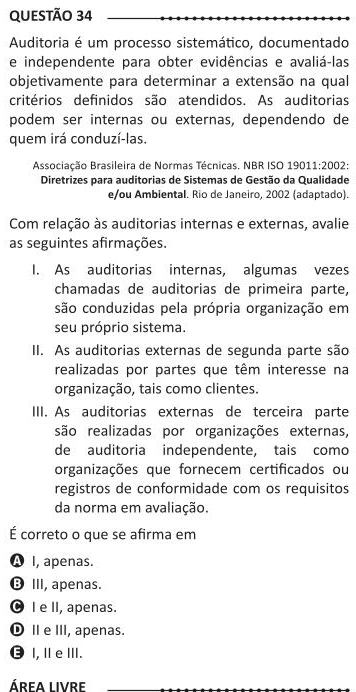 QUESTÃO 34
Auditoria é um processo sistemático, documentado
e independente para obter evidências e avaliá-las
objetivamente para determinar a extensão na qual
critérios definidos são atendidos. As auditorias
podem ser internas ou externas, dependendo de
quem irá conduzí-las.
Associação Brasileira de Normas Técnicas. NBR ISO 19011:2002:
Diretrizes para auditorias de Sistemas de Gestão da Qualidade
e/ou Ambiental. Rio de Janeiro, 2002 (adaptado).
Com relação às auditorias internas e externas, avalie
as seguintes afirmações.
I. As auditorias internas, algumas vezes
chamadas de auditorias de primeira parte,
são conduzidas pela própria organização em
seu próprio sistema.
II. As auditorias externas de segunda parte são
realizadas por partes que têm interesse na
organização, tais como clientes.
III. As auditorias externas de terceira parte
são realizadas por organizações externas,
de auditoria independente, tais como
organizações que fornecem certificados ou
registros de conformidade com os requisitos
da norma em avaliação.
É correto o que se afirma em
A I, apenas.
B III, apenas.
C I e II, apenas.
D II e III, apenas.
E I, II e III.
ÁREA LIVRE